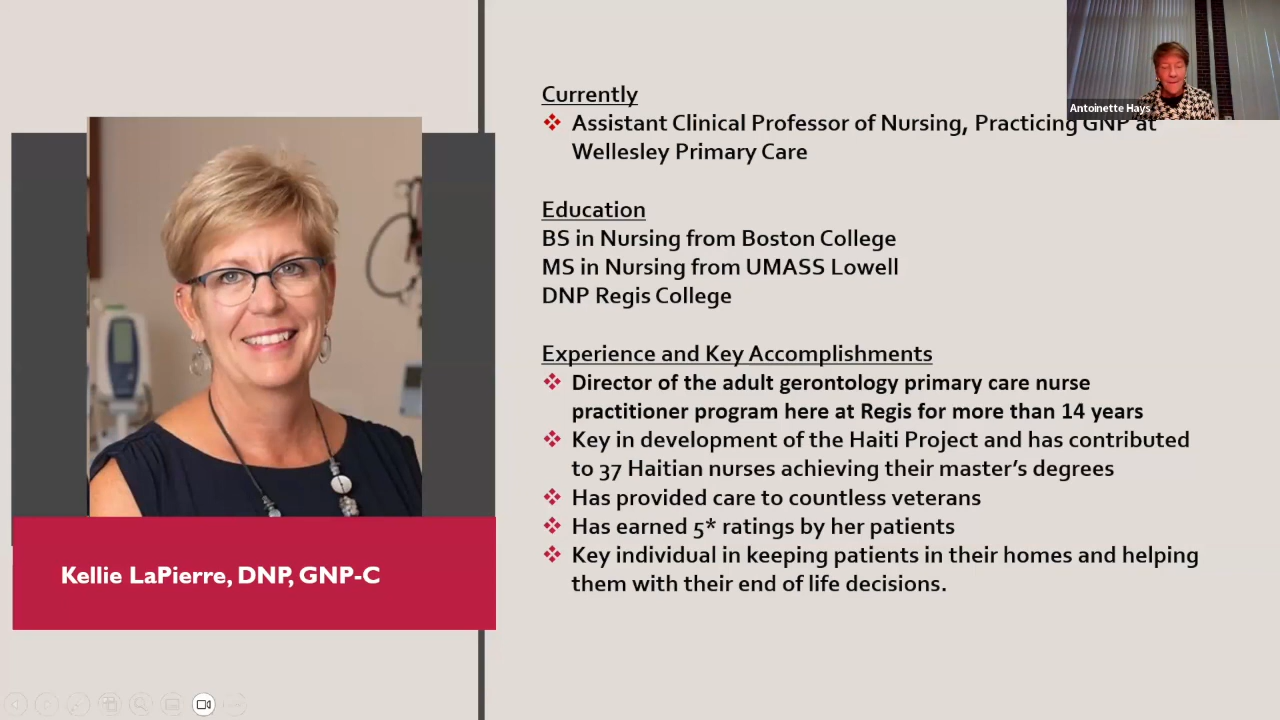 Antoinette Hays
Currently
Assistant Clinical Professor of Nursing, Practicing GNP at
Wellesley Primary Care
Education
BS in Nursing from Boston College
MS in Nursing from UMASS Lowell
DNP Regis College
Experience and Key Accomplishments
Director of the adult gerontology primary care nurse
practitioner program here at Regis for more than 14 years
Key in development of the Haiti Project and has contributed
to 37 Haitian nurses achieving their master's degrees
Has provided care to countless veterans
Has earned 5* ratings by her patients
Key individual in keeping patients in their homes and helping
them with their end of life decisions.
Kellie LaPierre, DNP, GNP-C